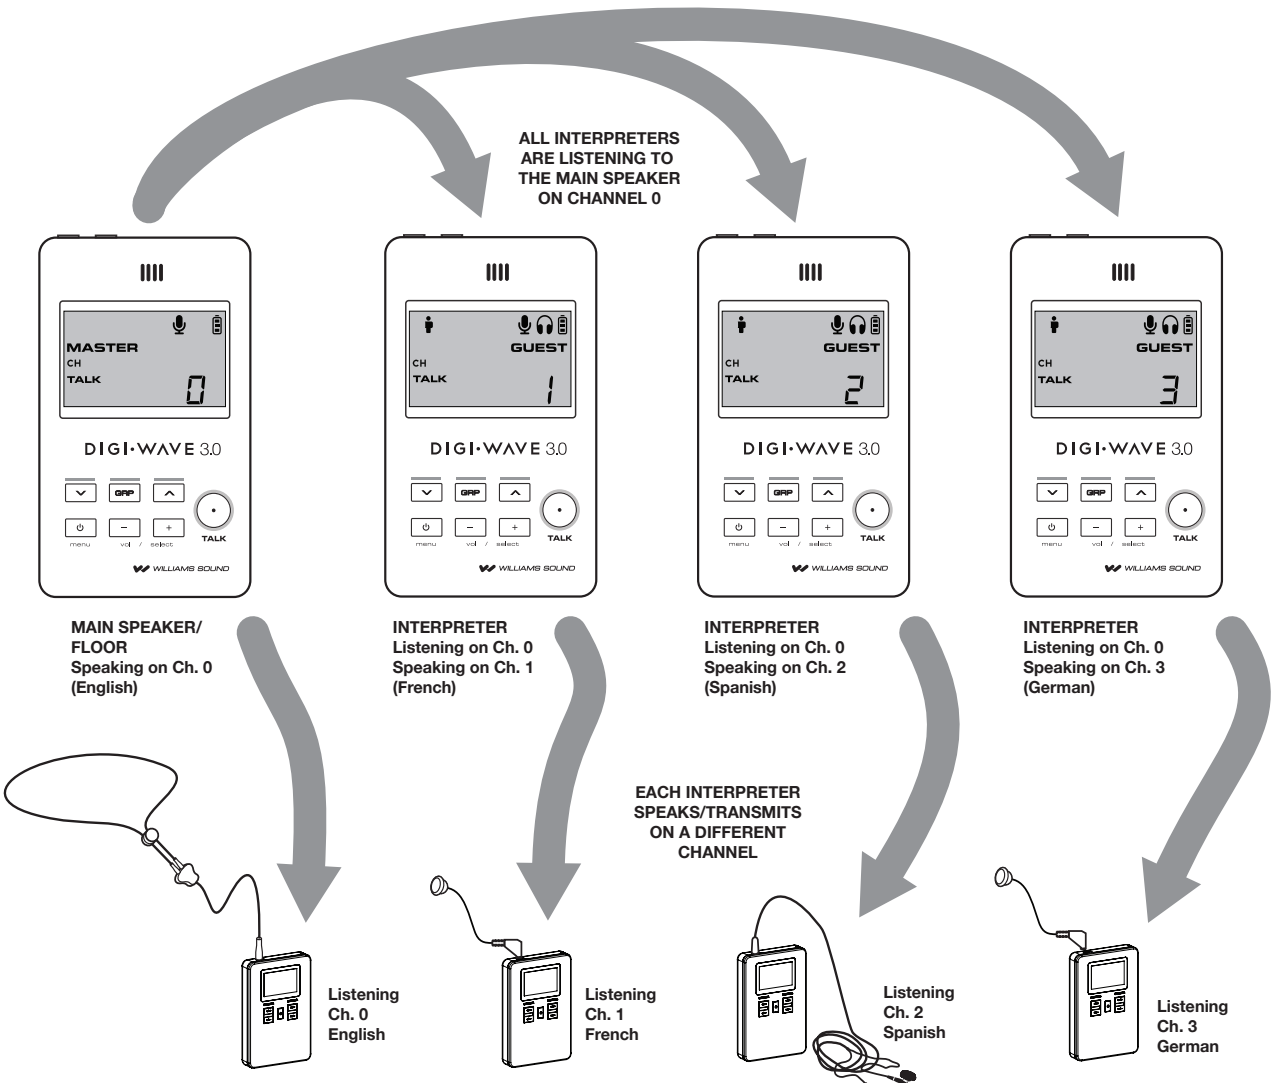 ALL INTERPRETERS
ARE LISTENING TO
THE MAIN SPEAKER
ON CHANNEL 0
MASTER
CH
TALK
0
DIGI·WAVE 3.0
GRP
menu
vol / select
TALK
WILLIAMS SOUND
GUEST
CH
TALK
1
DIGI·WAVE 3.0
GRP
menu
vol / select
TALK
WILLIAMS SOUND
GUEST
CH
TALK
2
DIGI·WAVE 3.0
GRP
menu
vol / select
TALK
WILLIAMS SOUND
GUEST
CH
TALK
3
DIGI·WAVE 3.0
GRP
menu
vol / select
TALK
WILLIAMS SOUND
MAIN SPEAKER/
FLOOR
Speaking on Ch. 0
(English)
INTERPRETER
Listening on Ch. 0
Speaking on Ch. 1
(French)
INTERPRETER
Listening on Ch. 0
Speaking on Ch. 2
(Spanish)
INTERPRETER
Listening on Ch. 0
Speaking on Ch. 3
(German)
EACH INTERPRETER
SPEAKS/TRANSMITS
ON A DIFFERENT
CHANNEL
Listening
Ch. 0
English
Listening
Ch. 1
French
Listening
Ch. 2
Spanish
Listening
Ch. 3
German